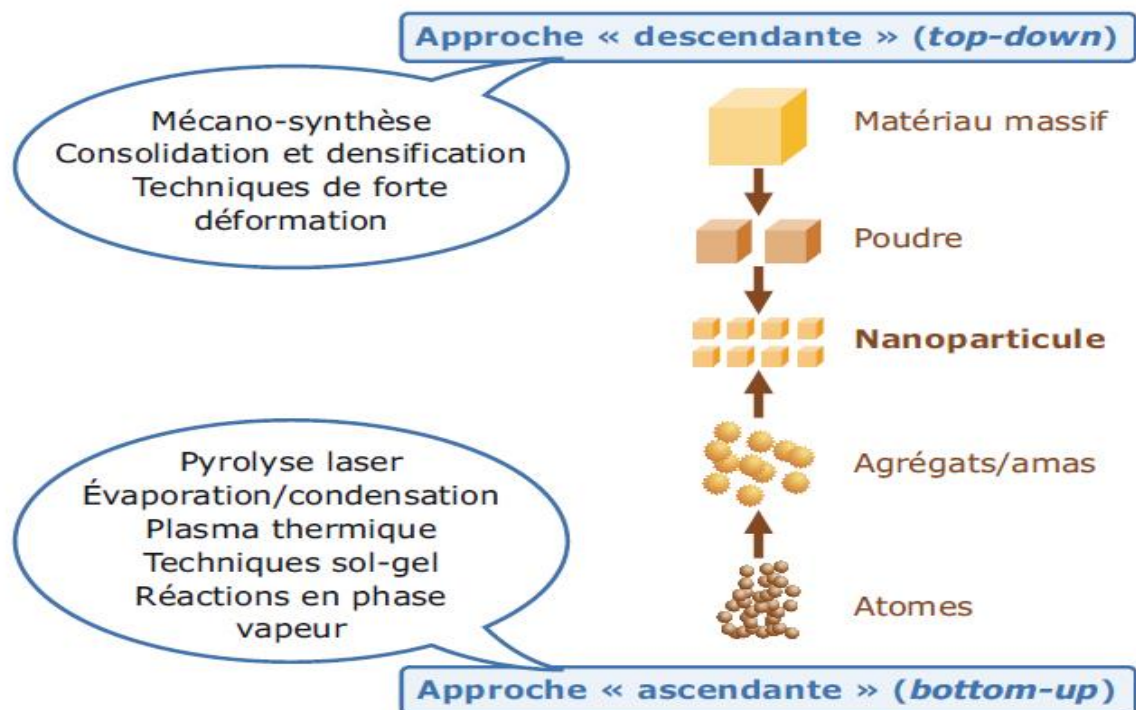 Approche « descendante » (top-down)
Mécano-synthèse
Consolidation et densification
Techniques de forte
déformation
Matériau massif
Poudre
Nanoparticule
Agrégats/amas
Atomes
Pyrolyse laser
Évaporation/condensation
Plasma thermique
Techniques sol-gel
Réactions en phase
vapeur
Approche « ascendante » (bottom-up)